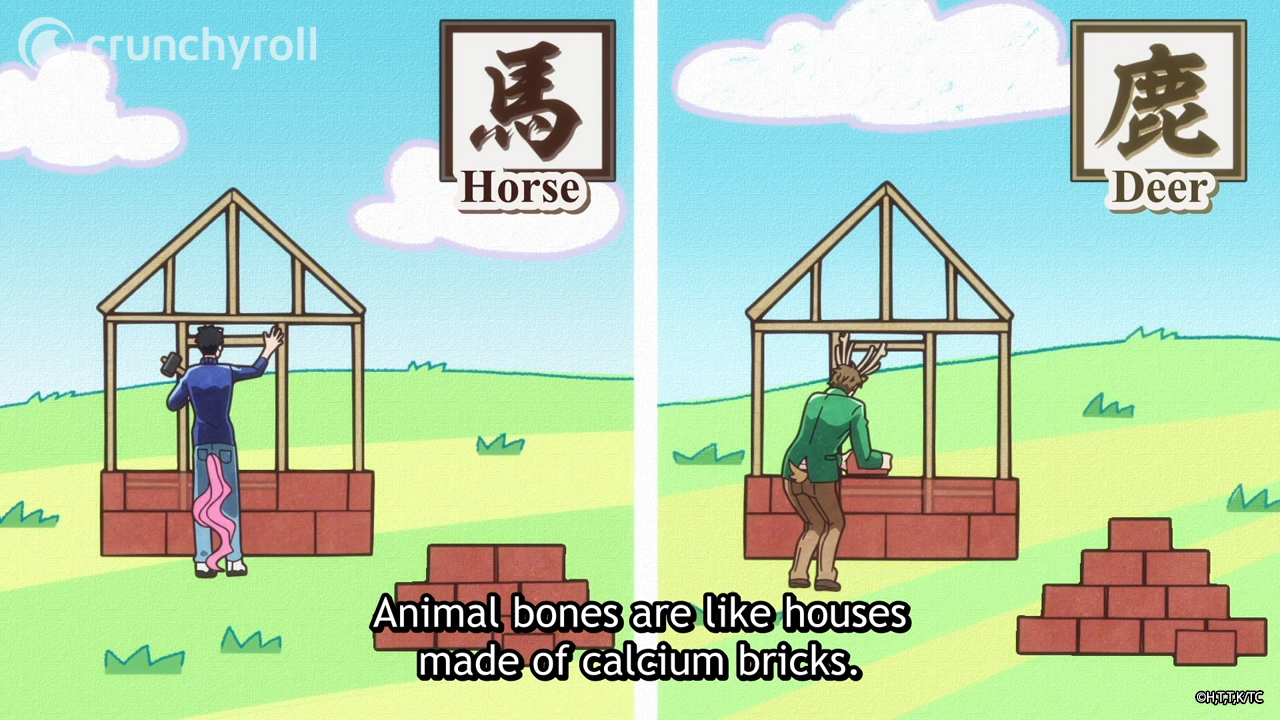 crunchyroll
馬
Horse
鹿
Deer
Animal bones are like houses
made of calcium bricks.
©H,T,T,K/TC